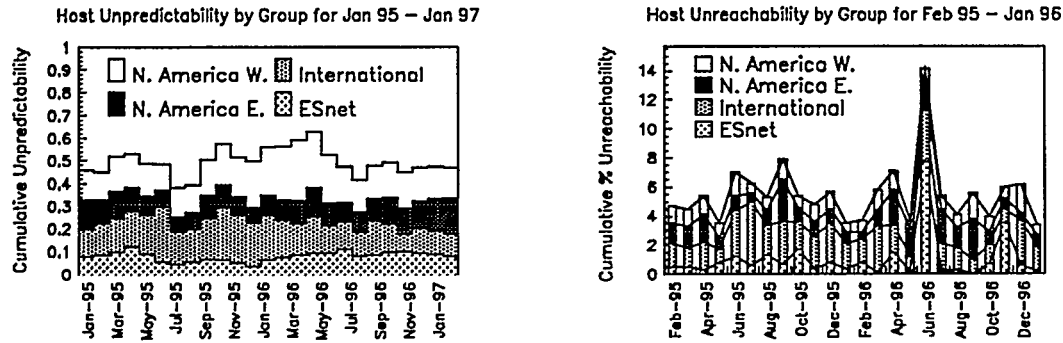 Host Unpredictability by Group for Jan 95 – Jan 97
Cumulative Unpredictability
1
0.9
0.8
0.7
0.6
0.5
0.4
0.3
0.2
0.1
0
N. America W.
International
N. America E.
ESnet
Jan-95
Mar-95
May-95
Jul-95
Sep-95
Nov-95
Jan-96
Mar-96
May-96
Jul-96
Sep-96
Nov-96
Jan-97
Host Unreachability by Group for Feb 95 – Jan 96
Cumulative % Unreachability
14
12
10
8
6
4
2
0
N. America W.
N. America E.
International
ESnet
Feb-95
Apr-95
Jun-95
Aug-95
Oct-95
Dec-95
Feb-96
Apr-96
Jun-96
Aug-96
Oct-96
Dec-96